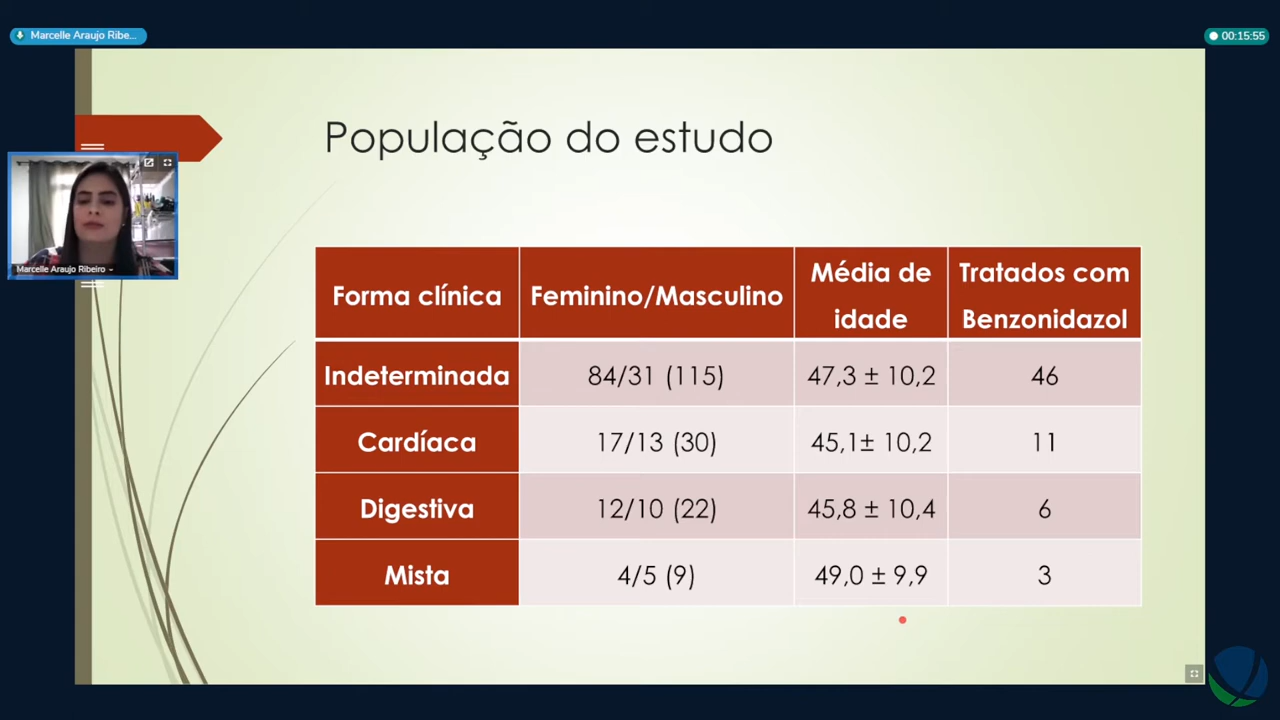 Marcelle Araujo Ribe...
00:15:55
População do estudo
Marcelle Araujo Ribeiro
Forma clínica Feminino/Masculino Média de idade Tratados com Benzonidazol
Indeterminada 84/31 (115) 47,3 ± 10,2 46
Cardíaca 17/13 (30) 45,1± 10,2 11
Digestiva 12/10 (22) 45,8 ± 10,4 6
Mista 4/5 (9) 49,0 ± 9,9 3